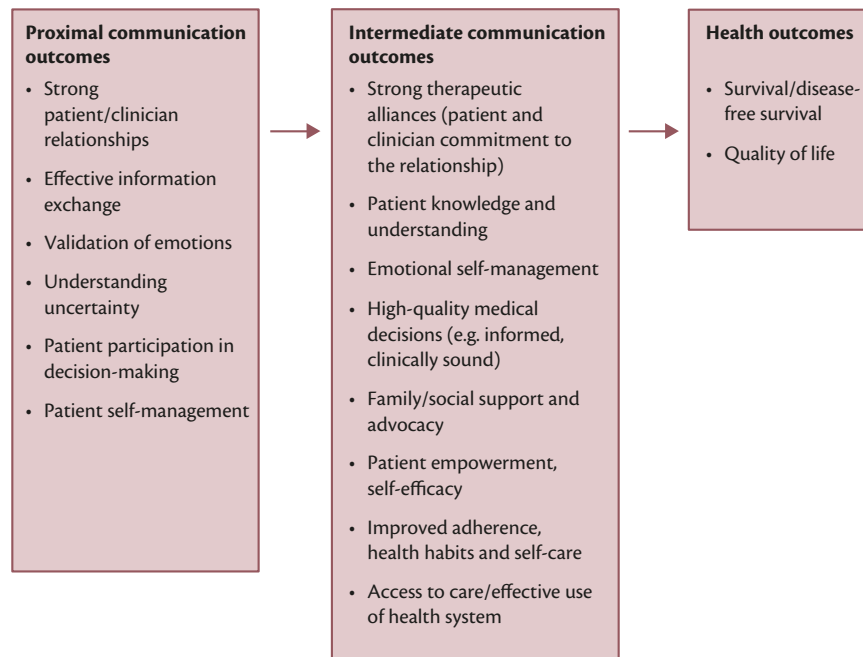 Proximal communication
outcomes
• Strong
patient/clinician
relationships
• Effective information
exchange
• Validation of emotions
• Understanding
uncertainty
• Patient participation in
decision-making
• Patient self-management
Intermediate communication
outcomes
• Strong therapeutic
alliances (patient and
clinician commitment to
the relationship)
• Patient knowledge and
understanding
• Emotional self-management
• High-quality medical
decisions (e.g. informed,
clinically sound)
• Family/social support and
advocacy
• Patient empowerment,
self-efficacy
• Improved adherence,
health habits and self-care
• Access to care/effective use
of health system
Health outcomes
• Survival/disease-
free survival
• Quality of life